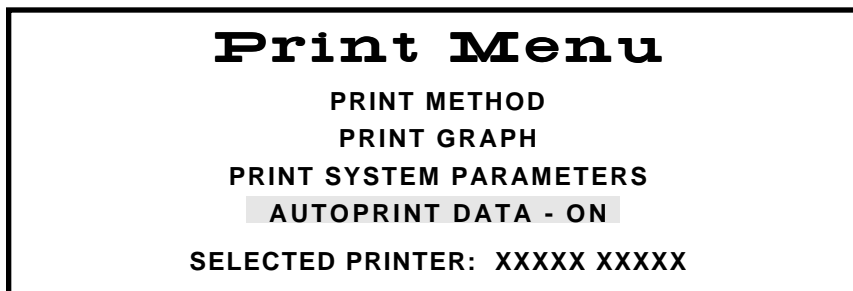 Print Menu
PRINT METHOD
PRINT GRAPH
PRINT SYSTEM PARAMETERS
AUTOPRINT DATA - ON
SELECTED PRINTER: XXXXX XXXXX